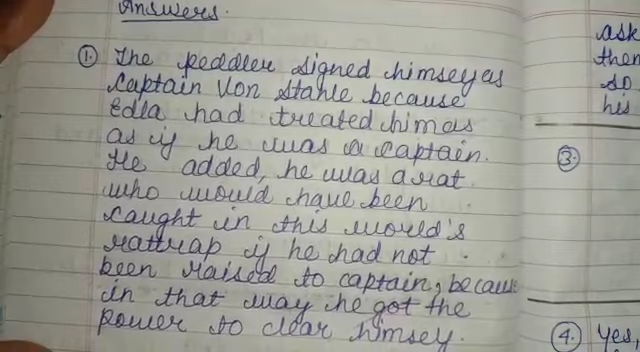 Answers.
① The peddler signed himself as
Captain Von Stahle because
Edla had treated him as
as if he was a captain.
He added, he was a rat
who would have been
caught in this world's
rattrap if he had not
been raised to captain, because
in that way he got the
power to clear himself.
ask
then
so
his
③.
④. Yes,